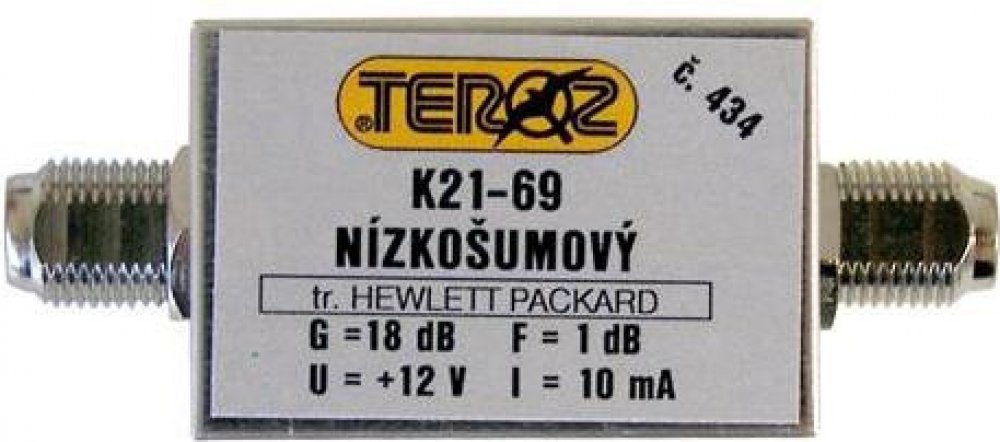 ®TEROZ
č. 434
K21-69
NÍZKOŠUMOVÝ
tr. HEWLETT PACKARD
G =18 dB F = 1 dB
U = +12 V I = 10 mA